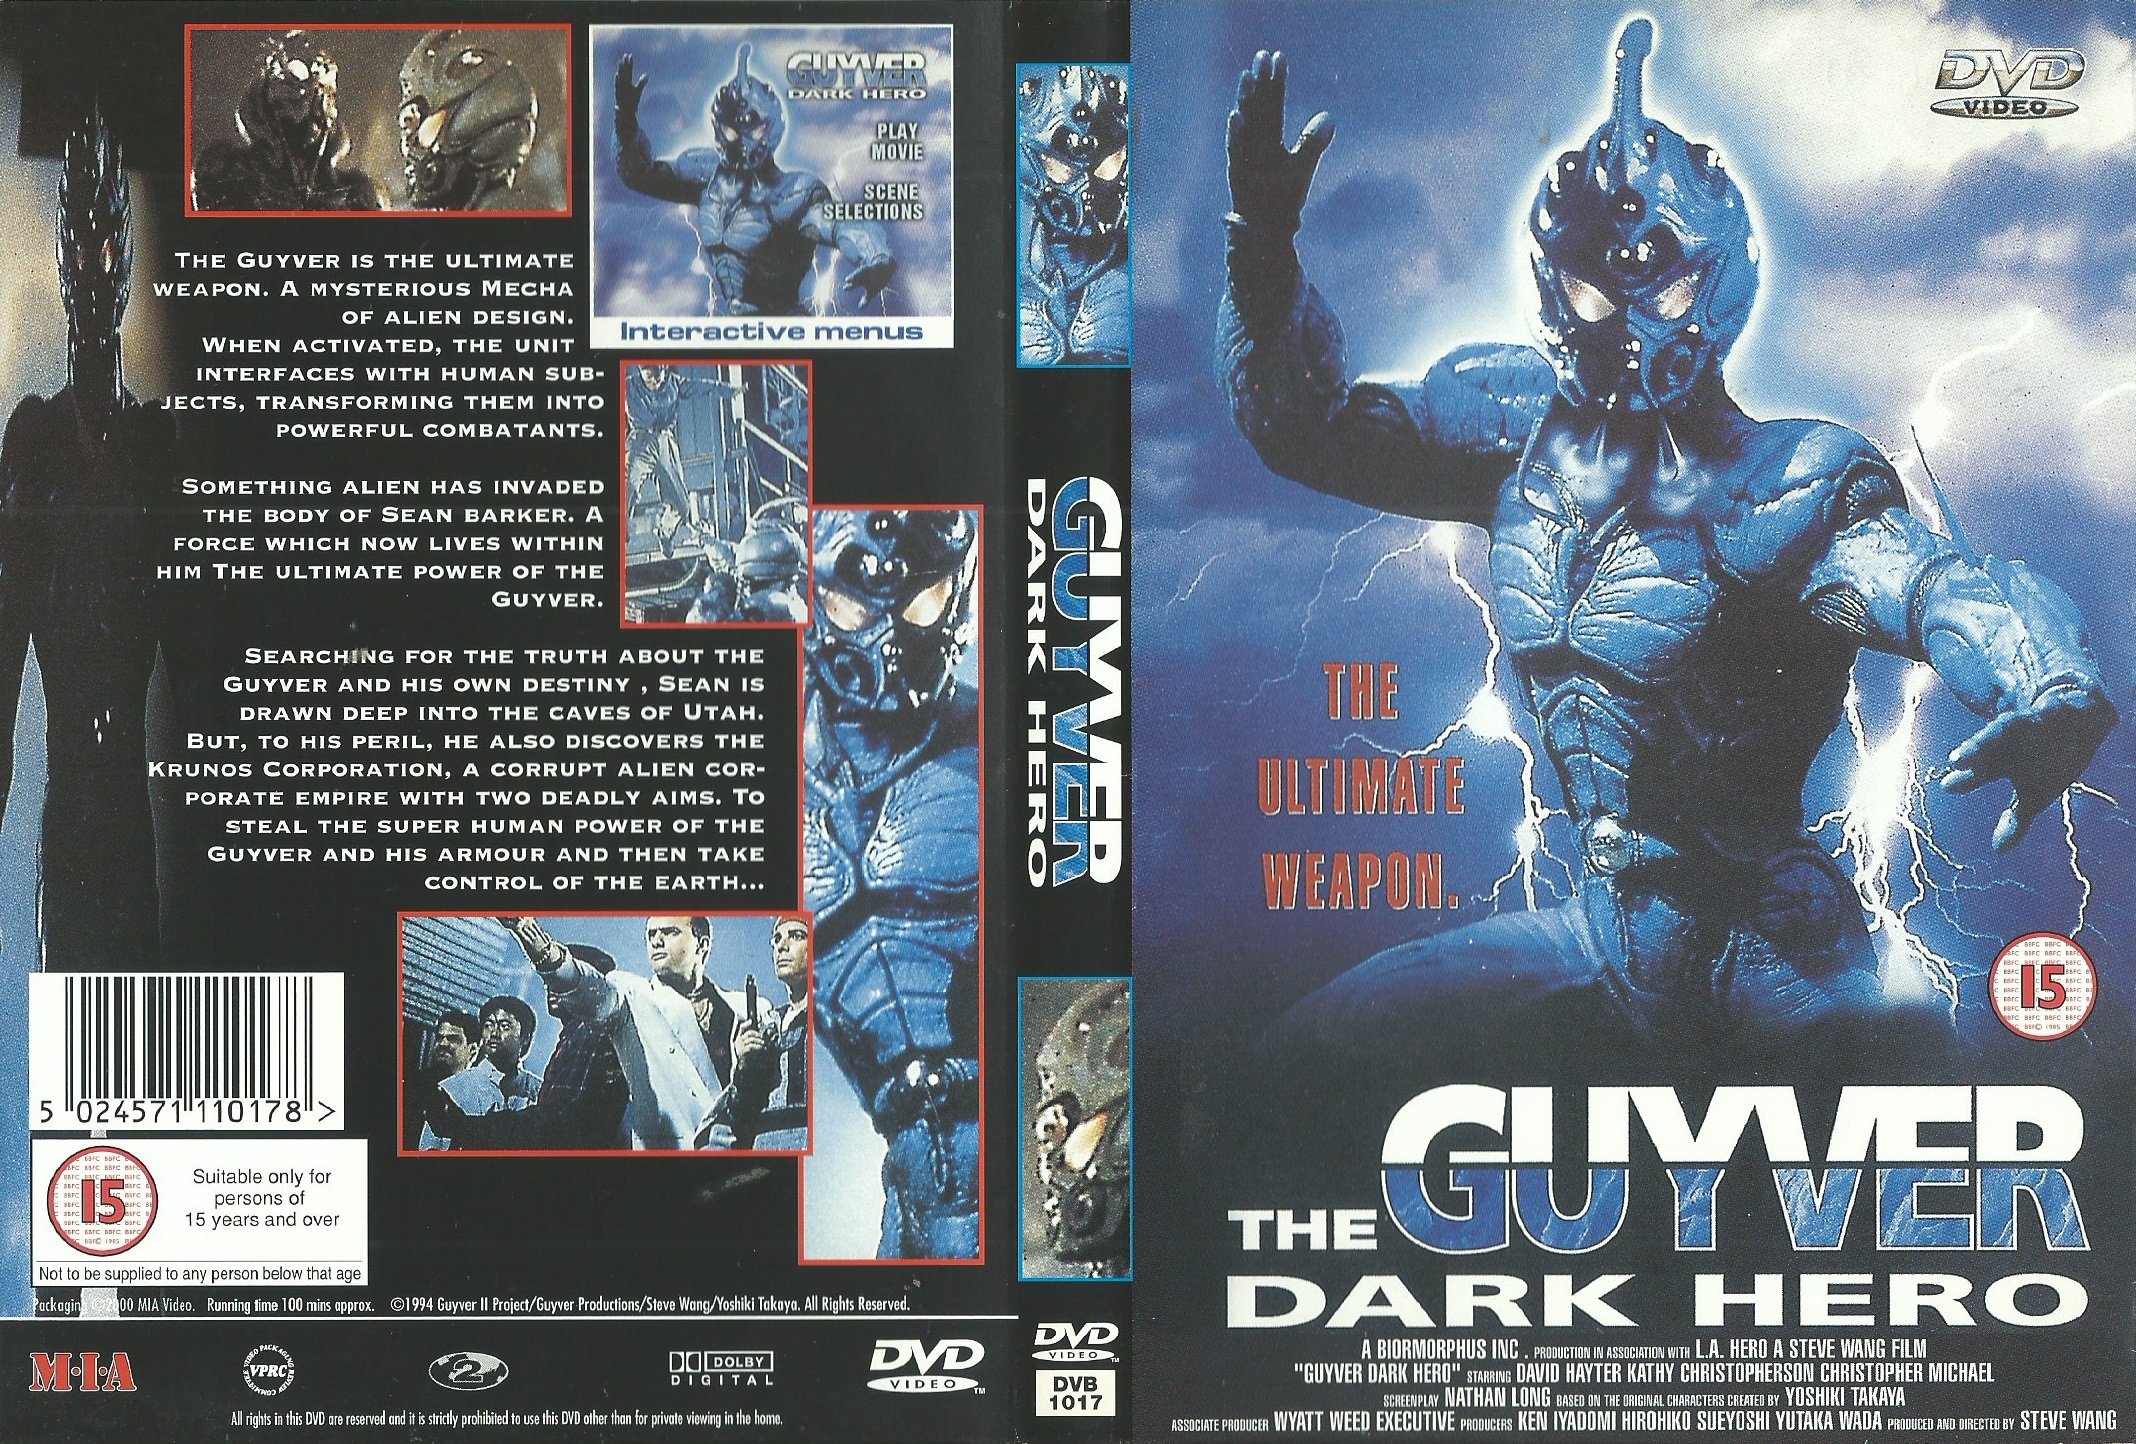 GUYVER
DARK HERO
PLAY
MOVIE
SCENE
SELECTIONS
Interactive menus
THE GUYVER IS THE ULTIMATE
WEAPON. A MYSTERIOUS MECHA
OF ALIEN DESIGN.
WHEN ACTIVATED, THE UNIT
INTERFACES WITH HUMAN SUB-
JECTS, TRANSFORMING THEM INTO
POWERFUL COMBATANTS.
SOMETHING ALIEN HAS INVADED
THE BODY OF SEAN BARKER. A
FORCE WHICH NOW LIVES WITHIN
HIM THE ULTIMATE POWER OF THE
GUYVER.
SEARCHING FOR THE TRUTH ABOUT THE
GUYVER AND HIS OWN DESTINY , SEAN IS
DRAWN DEEP INTO THE CAVES OF UTAH.
BUT, TO HIS PERIL, HE ALSO DISCOVERS THE
KRUNOS CORPORATION, A CORRUPT ALIEN COR-
PORATE EMPIRE WITH TWO DEADLY AIMS. TO
STEAL THE SUPER HUMAN POWER OF THE
GUYVER AND HIS ARMOUR AND THEN TAKE
CONTROL OF THE EARTH...
5 024571 110178 >
15
Suitable only for
persons of
15 years and over
Not to be supplied to any person below that age
Packaging ©2000 MIA Video. Running time 100 mins approx. ©1994 Guyver II Project/Guyver Productions/Steve Wang/Yoshiki Takaya. All Rights Reserved.
M·I·A
VIDEO PACKAGING REVIEW COMMITTEE
VPRC
2
DOLBY
DIGITAL
DVD
VIDEO TM
All rights in this DVD are reserved and it is strictly prohibited to use this DVD other than for private viewing in the home.
GUYVER
DARK HERO
DVD
VIDEO TM
DVB
1017
DVD
VIDEO
THE
ULTIMATE
WEAPON.
15
THE GUYVER
DARK HERO
A BIORMORPHUS INC . PRODUCTION IN ASSOCIATION WITH L.A. HERO A STEVE WANG FILM
"GUYVER DARK HERO" STARRING DAVID HAYTER KATHY CHRISTOPHERSON CHRISTOPHER MICHAEL
SCREENPLAY NATHAN LONG BASED ON THE ORIGINAL CHARACTERS CREATED BY YOSHIKI TAKAYA
ASSOCIATE PRODUCER WYATT WEED EXECUTIVE PRODUCERS KEN IYADOMI HIROHIKO SUEYOSHI YUTAKA WADA PRODUCED AND DIRECTED BY STEVE WANG